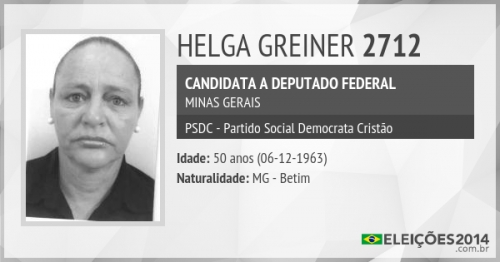 HELGA GREINER 2712
CANDIDATA A DEPUTADO FEDERAL
MINAS GERAIS
PSDC - Partido Social Democrata Cristão
Idade: 50 anos (06-12-1963)
Naturalidade: MG - Betim
ELEIÇÕES2014
.com.br